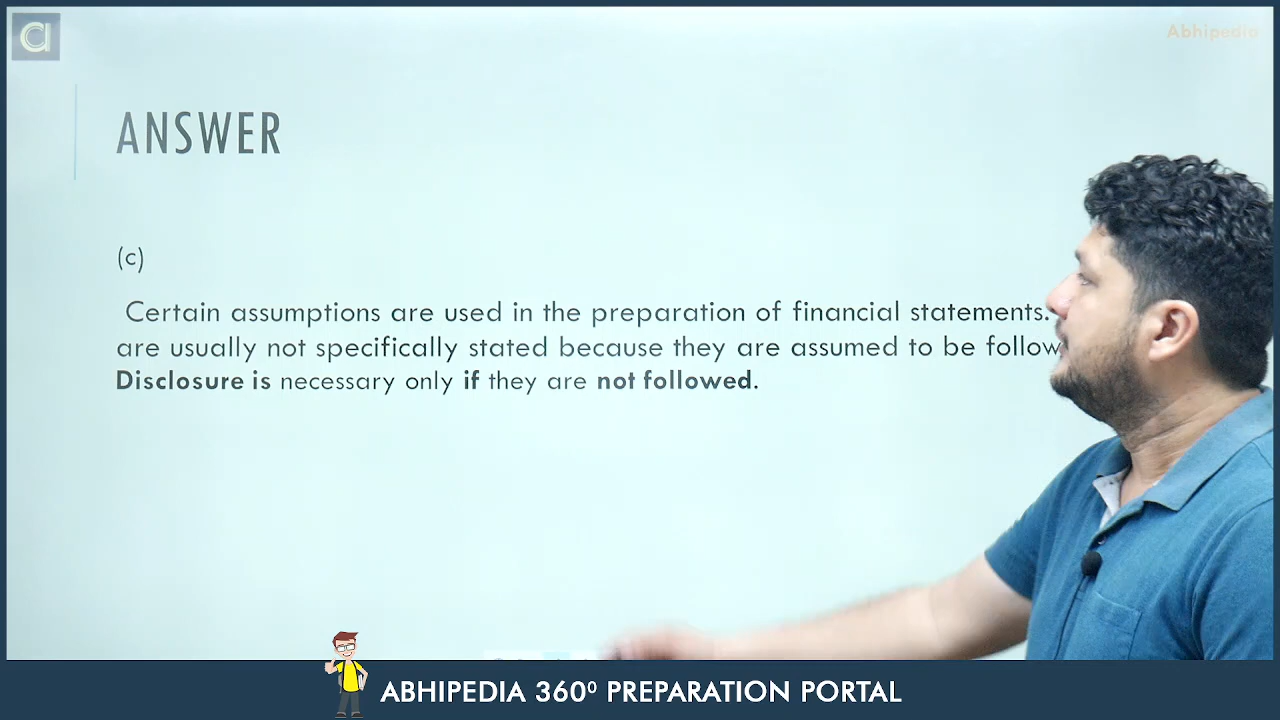 Abhipedia
ANSWER
(c)
Certain assumptions are used in the preparation of financial statements.
are usually not specifically stated because they are assumed to be follow
Disclosure is necessary only if they are not followed.
ABHIPEDIA 360⁰ PREPARATION PORTAL